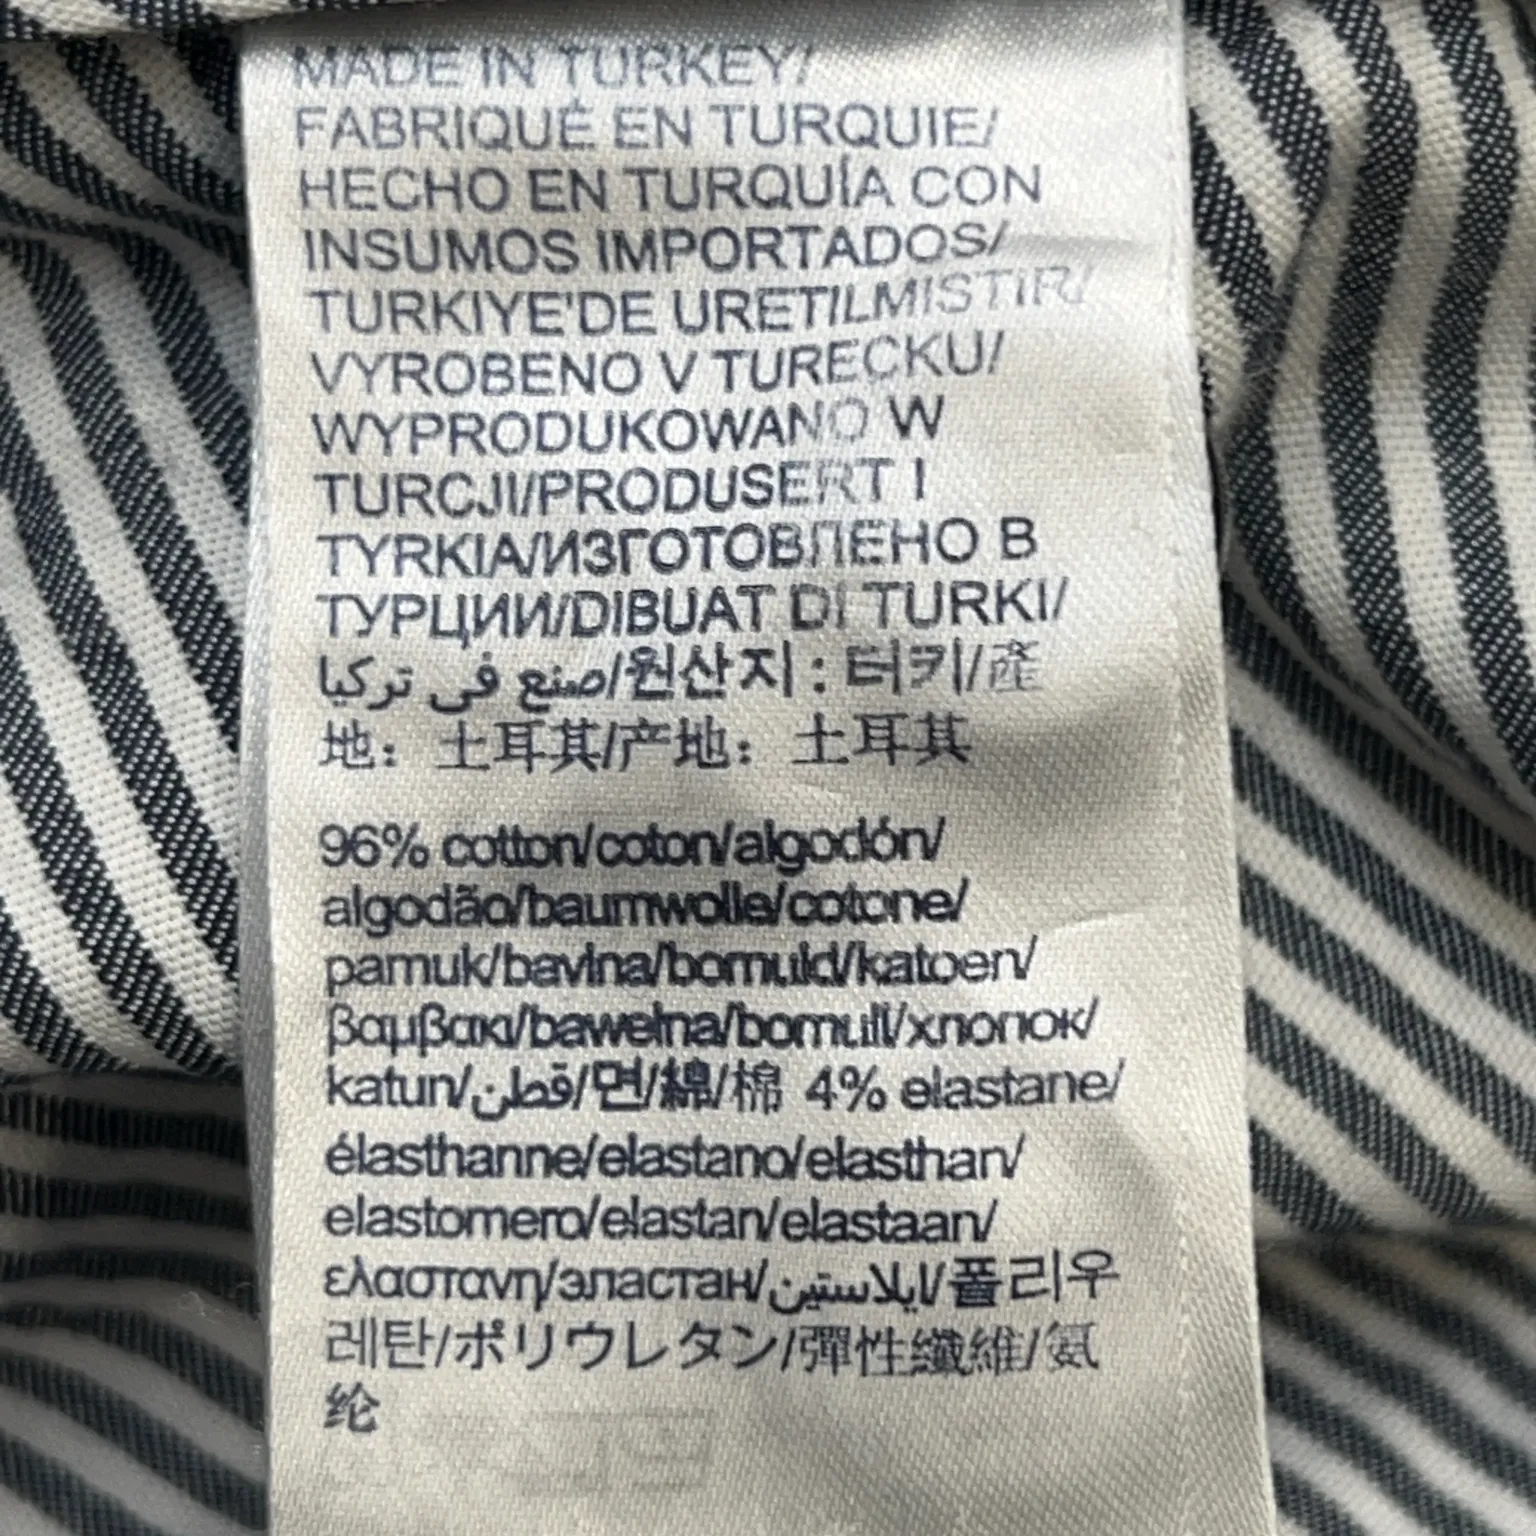 MADE IN TURKEY/
FABRIQUÉ EN TURQUIE/
HECHO EN TURQUÍA CON
INSUMOS IMPORTADOS/
TURKIYE'DE URETILMISTIR/
VYROBENO V TURECKU/
WYPRODUKOWANO W
TURCJI/PRODUSERT I
TYRKIA/ИЗГОТОВЛЕНО В
ТУРЦИИ/DIBUAT DI TURKI/
صنع في تركيا/원산지 : 터키/產
地：土耳其/产地：土耳其
96% cotton/coton/algodón/
algodão/baumwolle/cotone/
pamuk/bavlna/bomuld/katoen/
βαμβακι/bawełna/bomull/хлопок/
katun/قطن/면/綿/棉 4% elastane/
élasthanne/elastano/elasthan/
elastomero/elastan/elastaan/
ελαστανη/эластан/ايلاستين/폴리우
레탄/ポリウレタン/彈性纖維/氨
纶